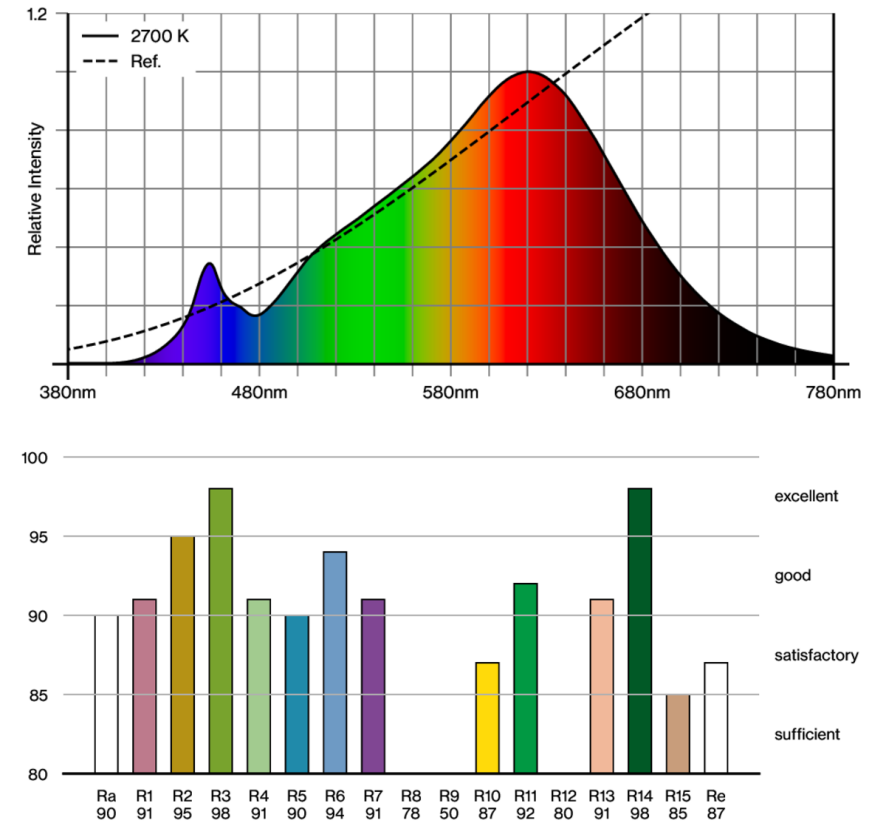 1.2
2700 K
Ref.
Relative Intensity
380nm 480nm 580nm 680nm 780nm
100
excellent
95
good
90
satisfactory
85
sufficient
80
Ra R1 R2 R3 R4 R5 R6 R7 R8 R9 R10 R11 R12 R13 R14 R15 Re
90 91 95 98 91 90 94 91 78 50 87 92 80 91 98 85 87